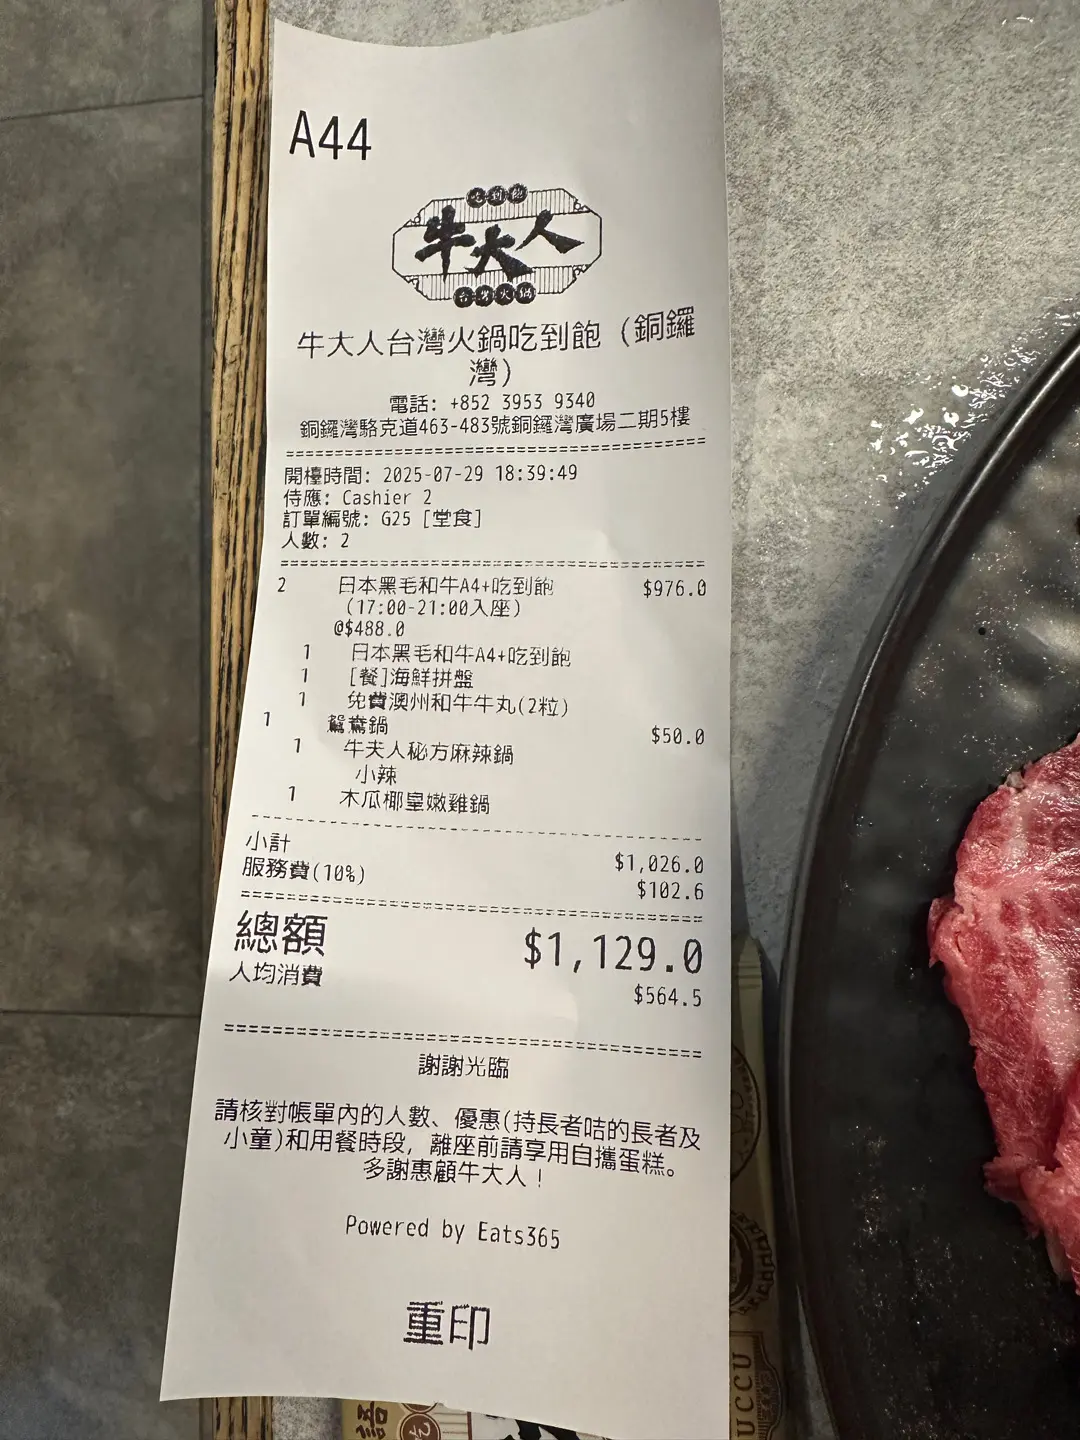 A44
吃到飽
牛大人
台灣火鍋
牛大人台灣火鍋吃到飽（銅鑼
灣）
電話: +852 3953 9340
銅鑼灣駱克道463-483號銅鑼灣廣場二期5樓
開檯時間: 2025-07-29 18:39:49
侍應: Cashier 2
訂單編號: G25 [堂食]
人數: 2
2 日本黑毛和牛A4+吃到飽 $976.0
(17:00-21:00入座)
@$488.0
1 日本黑毛和牛A4+吃到飽
1 [餐]海鮮拼盤
1 免費澳州和牛牛丸(2粒)
1 鴛鴦鍋 $50.0
1 牛夫人秘方麻辣鍋
小辣
1 木瓜椰皇嫩雞鍋
小計 $1,026.0
服務費(10%) $102.6
總額 $1,129.0
人均消費 $564.5
謝謝光臨
請核對帳單內的人數、優惠(持長者咭的長者及
小童)和用餐時段, 離座前請享用自攜蛋糕。
多謝惠顧牛大人！
Powered by Eats365
重印
UCCU